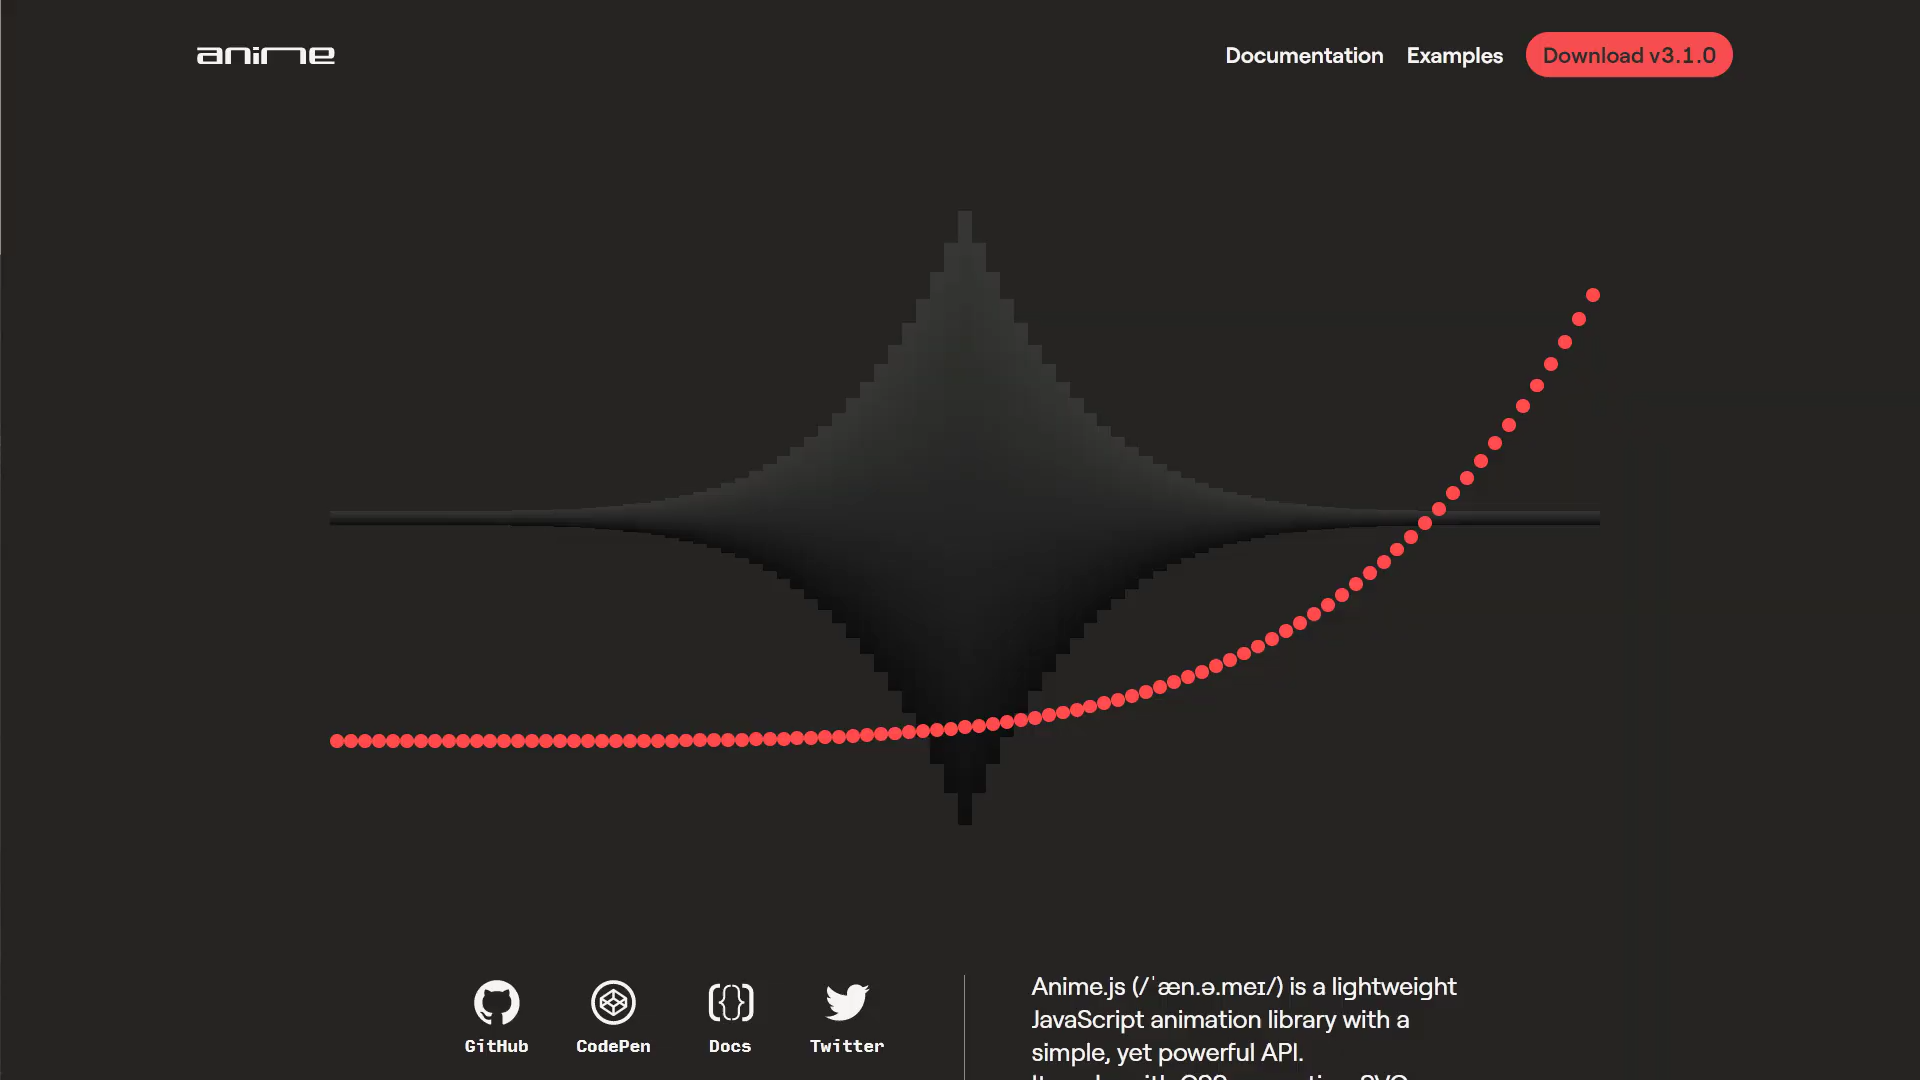 anime
Documentation
Examples
Download v3.1.0
GitHub
CodePen
Docs
Twitter
Anime.js (/ˈæn.ə.meɪ/) is a lightweight
JavaScript animation library with a
simple, yet powerful API.